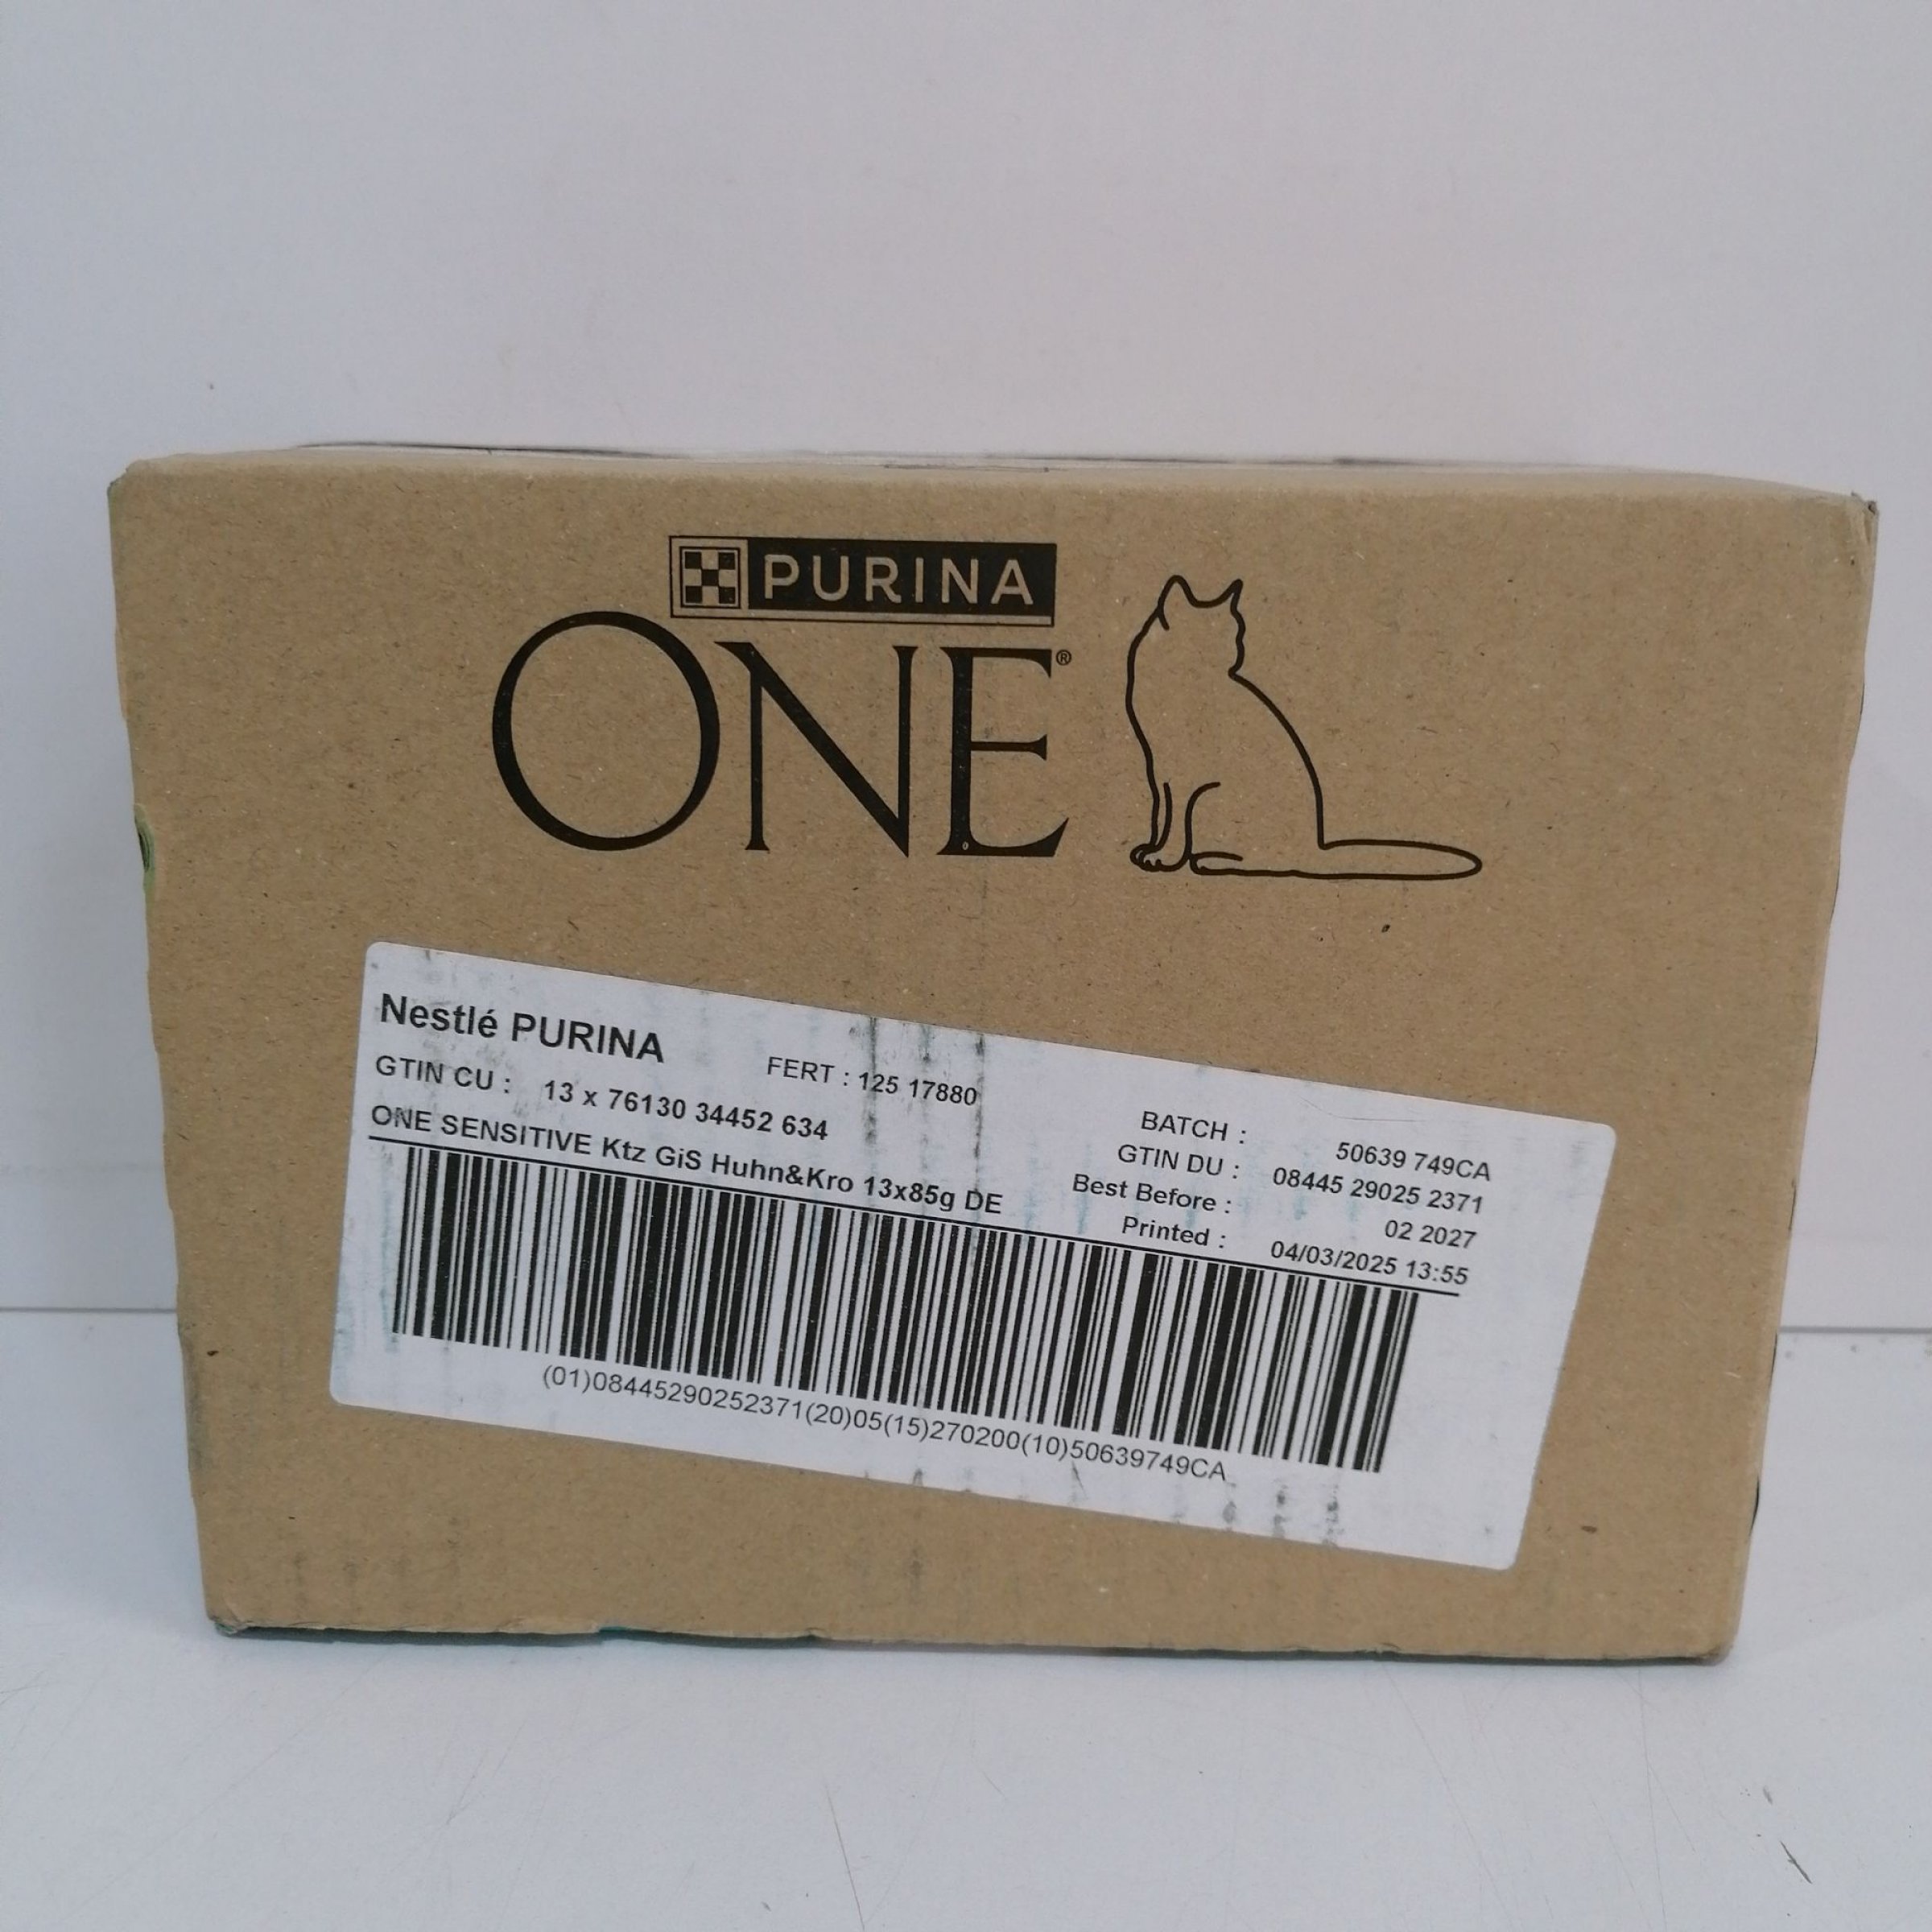 PURINA
ONE®
Nestlé PURINA
FERT : 125 17880
GTIN CU : 13 x 76130 34452 634
ONE SENSITIVE Ktz GiS Huhn&Kro 13x85g DE
BATCH : 50639 749CA
GTIN DU : 08445 29025 2371
Best Before : 02 2027
Printed : 04/03/2025 13:55
(01)08445290252371(20)05(15)270200(10)50639749CA